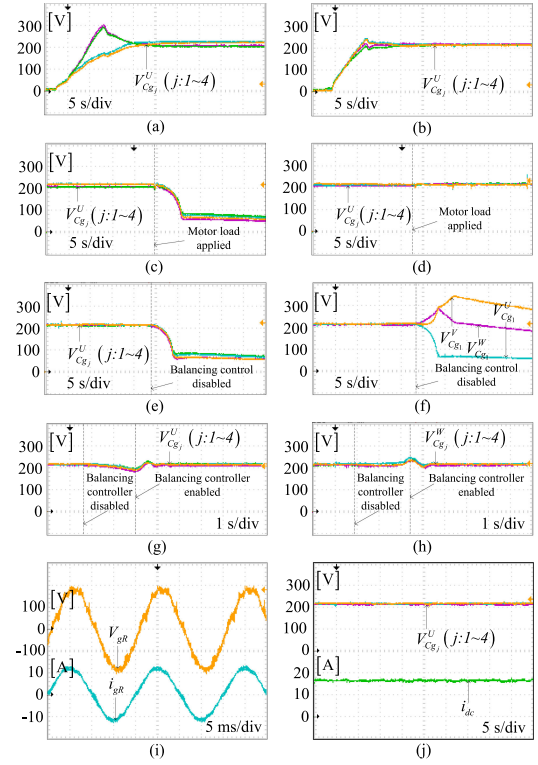 [V]
300
200
100
0
V^U_{Cg_j} (j:1~4)
5 s/div
(a)
[V]
300
200
100
0
V^U_{Cg_j} (j:1~4)
5 s/div
(b)
[V]
300
200
100
0
V^U_{Cg_j} (j:1~4)
Motor load
applied
5 s/div
(c)
[V]
300
200
100
0
V^U_{Cg_j} (j:1~4)
Motor load
applied
5 s/div
(d)
[V]
300
200
100
0
V^U_{Cg_j} (j:1~4)
Balancing control
disabled
5 s/div
(e)
[V]
300
200
100
0
V^U_{Cg_1}
V^V_{Cg_1}
V^W_{Cg_1}
Balancing control
disabled
5 s/div
(f)
[V]
300
200
100
0
V^U_{Cg_j} (j:1~4)
Balancing
controller
disabled
Balancing controller
enabled
1 s/div
(g)
[V]
300
200
100
0
V^W_{Cg_j} (j:1~4)
Balancing
controller
disabled
Balancing controller
enabled
1 s/div
(h)
[V]
100
0
-100
V_{gR}
[A]
10
0
-10
i_{gR}
5 ms/div
(i)
[V]
300
200
100
0
V^U_{Cg_j} (j:1~4)
[A]
20
10
0
i_{dc}
5 s/div
(j)